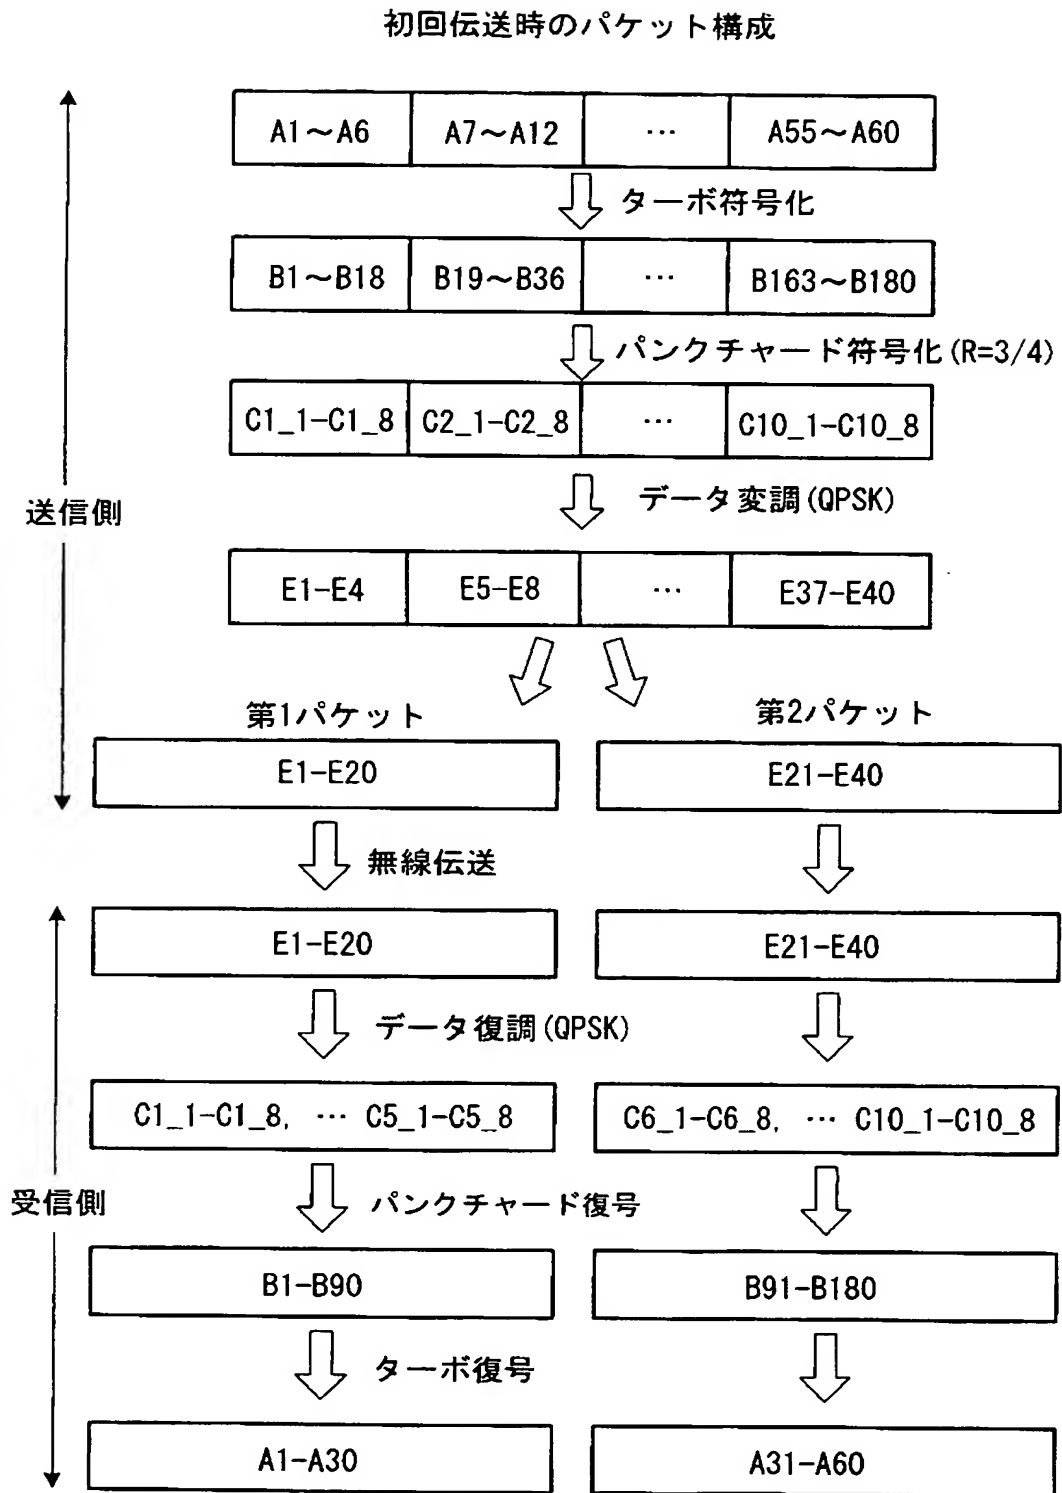 初回伝送時のパケット構成
A1～A6 A7～A12 … A55～A60
ターボ符号化
B1～B18 B19～B36 … B163～B180
パンクチャード符号化(R=3/4)
C1_1-C1_8 C2_1-C2_8 … C10_1-C10_8
データ変調(QPSK)
送信側
E1-E4 E5-E8 … E37-E40
第1パケット 第2パケット
E1-E20 E21-E40
無線伝送
E1-E20 E21-E40
データ復調(QPSK)
C1_1-C1_8, … C5_1-C5_8 C6_1-C6_8, … C10_1-C10_8
受信側
パンクチャード復号
B1-B90 B91-B180
ターボ復号
A1-A30 A31-A60